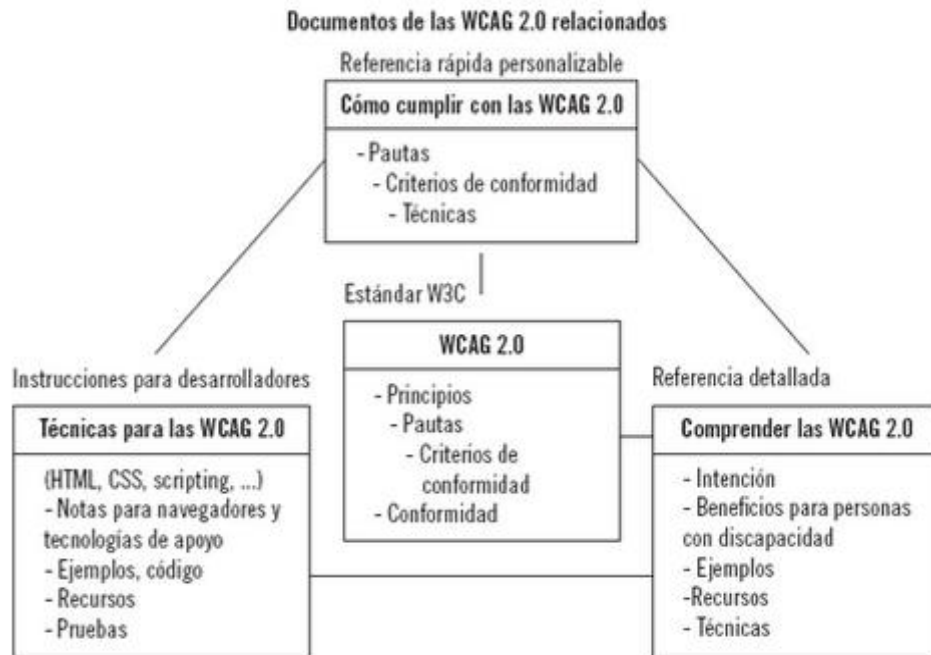 Documentos de las WCAG 2.0 relacionados
Referencia rápida personalizable
Cómo cumplir con las WCAG 2.0
- Pautas
- Criterios de conformidad
- Técnicas
Estándar W3C
WCAG 2.0
- Principios
- Pautas
- Criterios de
conformidad
- Conformidad
Instrucciones para desarrolladores
Técnicas para las WCAG 2.0
(HTML, CSS, scripting, ...)
- Notas para navegadores y
tecnologías de apoyo
- Ejemplos, código
- Recursos
- Pruebas
Referencia detallada
Comprender las WCAG 2.0
- Intención
- Beneficios para personas
con discapacidad
- Ejemplos
-Recursos
- Técnicas